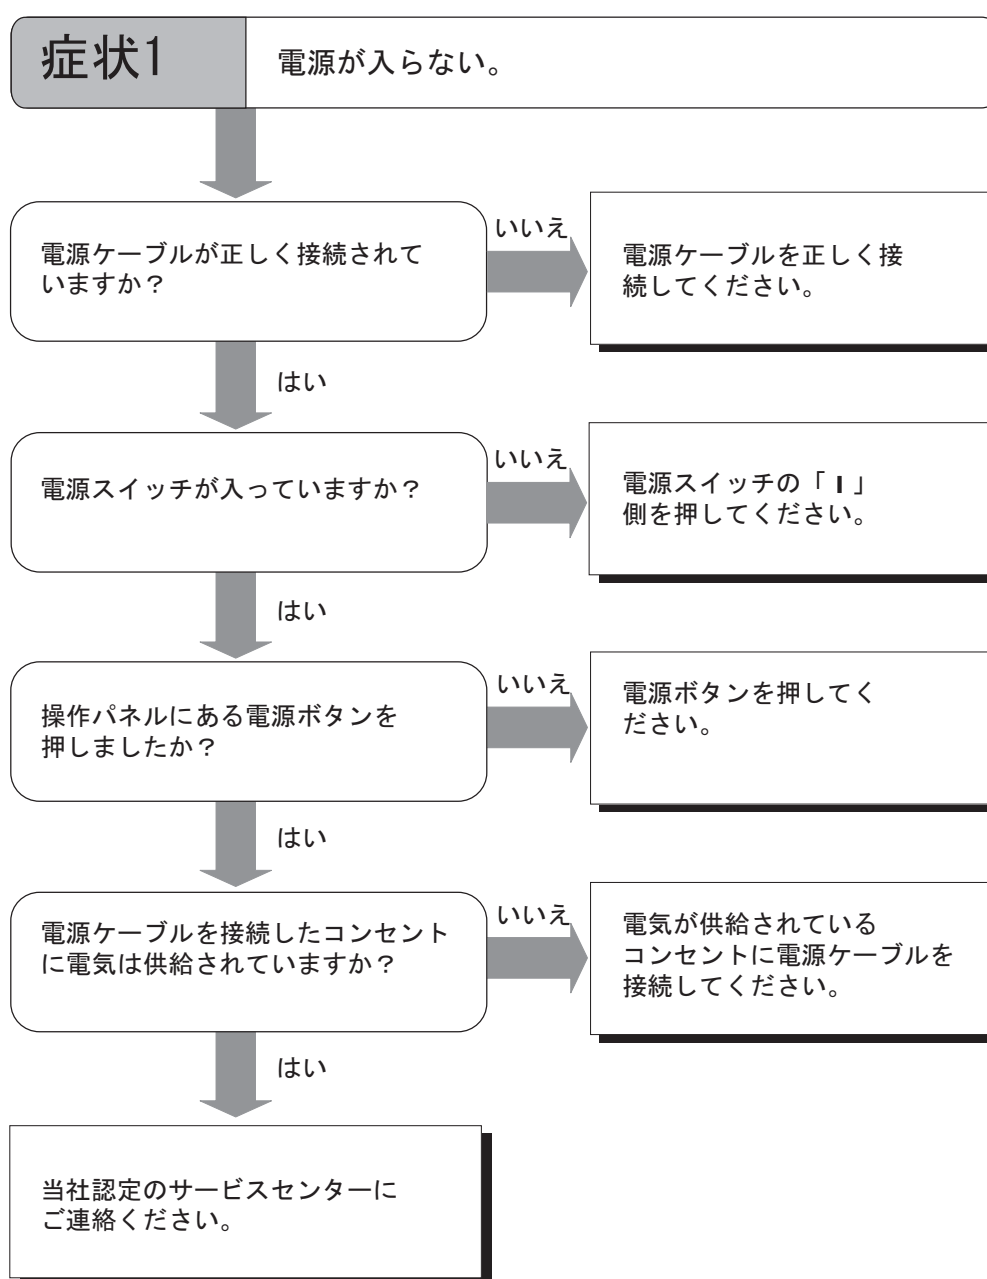 症状1
電源が入らない。
電源ケーブルが正しく接続されて
いますか？
いいえ
電源ケーブルを正しく接
続してください。
はい
電源スイッチが入っていますか？
いいえ
電源スイッチの「 I 」
側を押してください。
はい
操作パネルにある電源ボタンを
押しましたか？
いいえ
電源ボタンを押してく
ださい。
はい
電源ケーブルを接続したコンセント
に電気は供給されていますか？
いいえ
電気が供給されている
コンセントに電源ケーブルを
接続してください。
はい
当社認定のサービスセンターに
ご連絡ください。